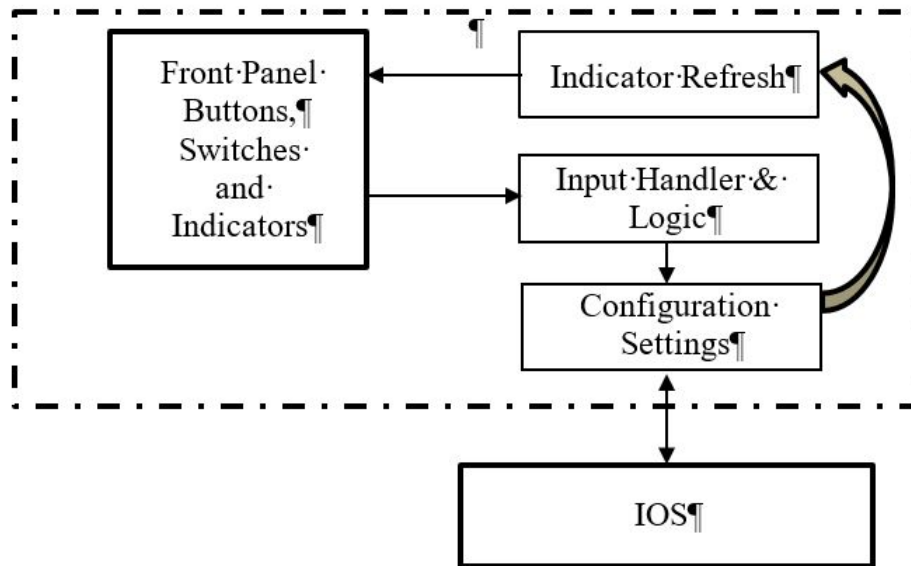 ¶
Front·Panel·
Buttons,¶
Switches·
and·
Indicators¶
Indicator·Refresh¶
Input·Handler·&·
Logic¶
Configuration·
Settings¶
IOS¶